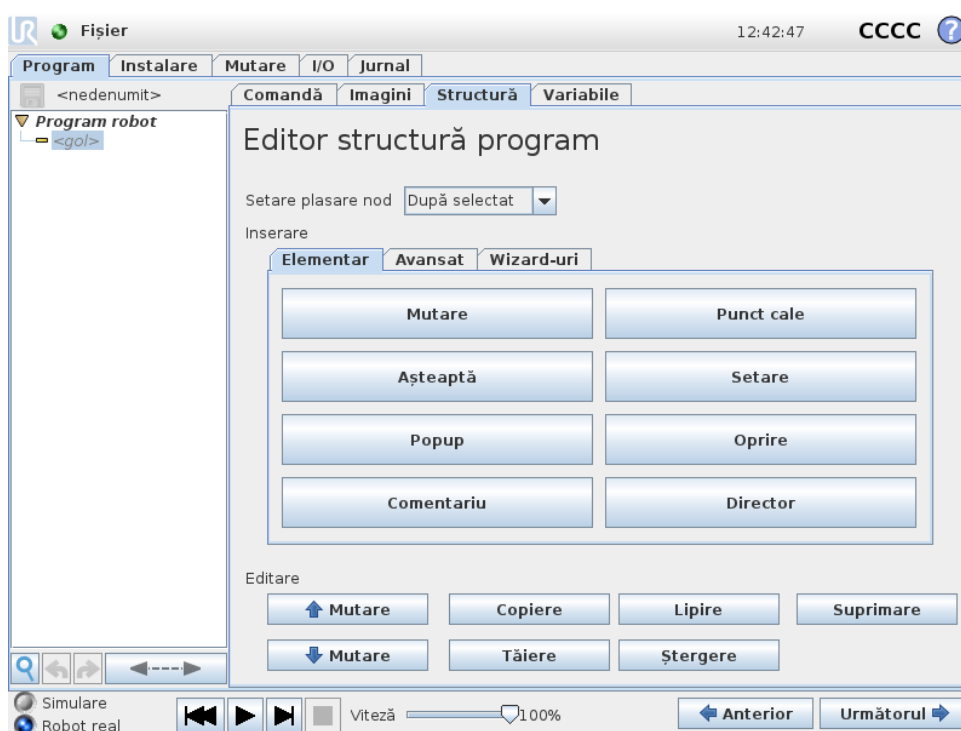 UR Fișier 12:42:47 CCCC ?
Program Instalare Mutare I/O Jurnal
<nedenumit> Comandă Imagini Structură Variabile
Program robot
<gol>
Editor structură program
Setare plasare nod După selectat
Inserare
Elementar Avansat Wizard-uri
Mutare Punct cale
Așteaptă Setare
Popup Oprire
Comentariu Director
Editare
Mutare Copiere Lipire Suprimare
Mutare Tăiere Ștergere
Simulare
Robot real
Viteză 100% Anterior Următorul